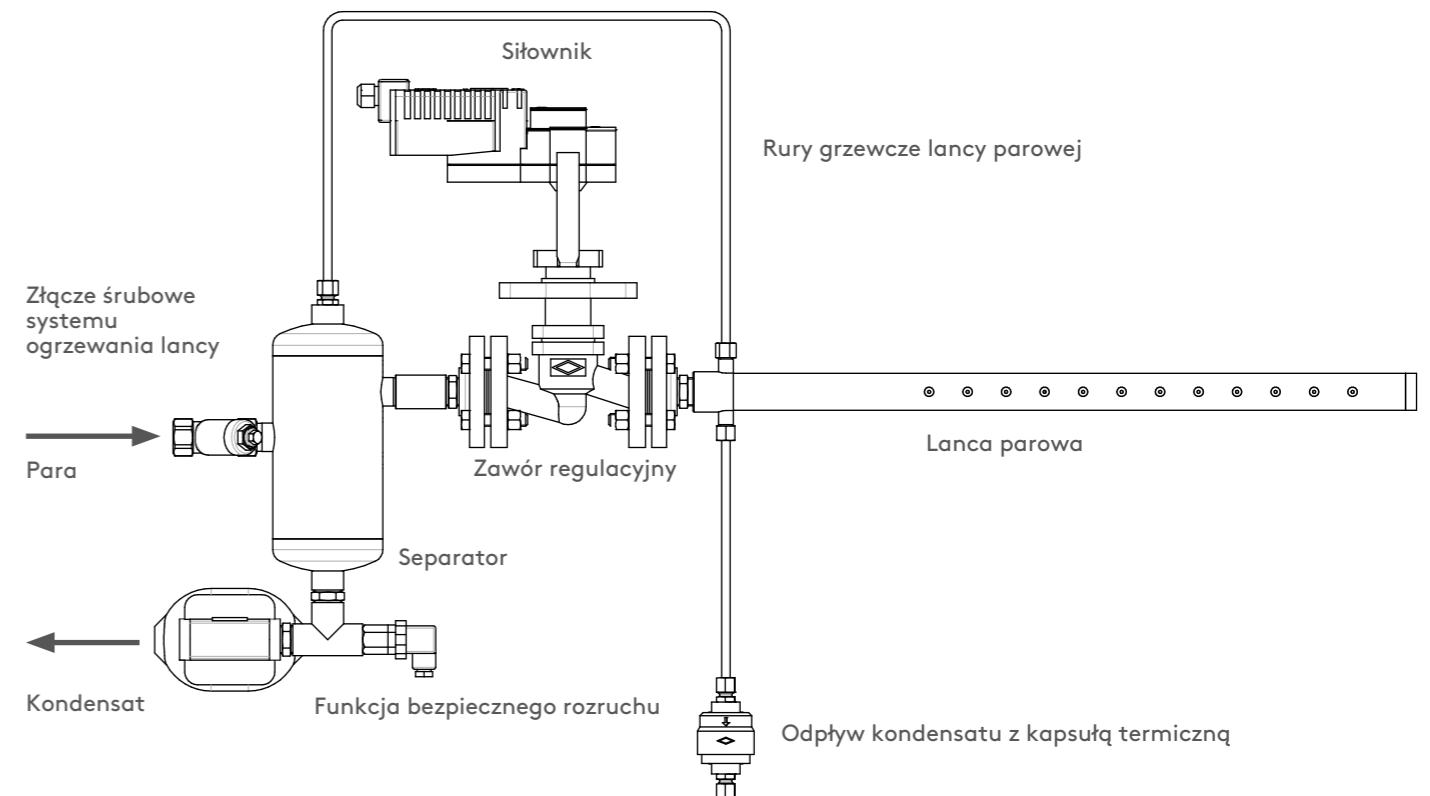 Siłownik
Rury grzewcze lancy parowej
Złącze śrubowe
systemu
ogrzewania lancy
Para
Zawór regulacyjny
Lanca parowa
Separator
Kondensat
Funkcja bezpiecznego rozruchu
Odpływ kondensatu z kapsułą termiczną